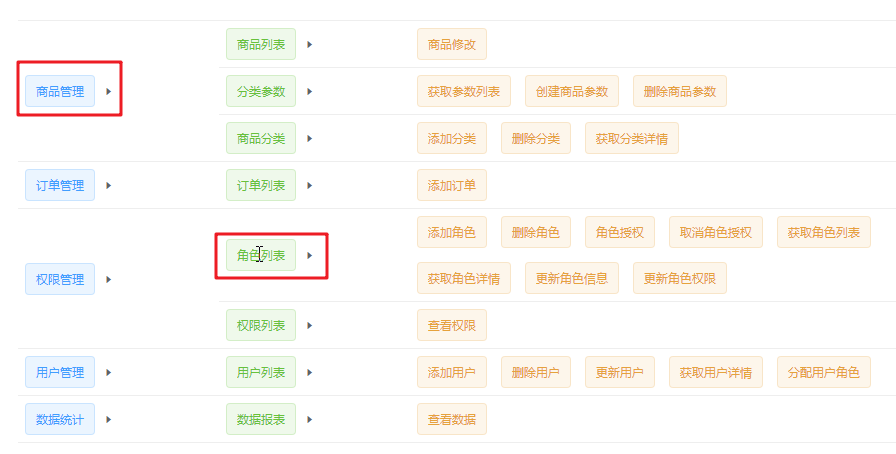 商品列表 商品修改
商品管理 分类参数 获取参数列表 创建商品参数 删除商品参数
商品分类 添加分类 删除分类 获取分类详情
订单管理 订单列表 添加订单
添加角色 删除角色 角色授权 取消角色授权 获取角色列表
角色列表
权限管理 获取角色详情 更新角色信息 更新角色权限
权限列表 查看权限
用户管理 用户列表 添加用户 删除用户 更新用户 获取用户详情 分配用户角色
数据统计 数据报表 查看数据